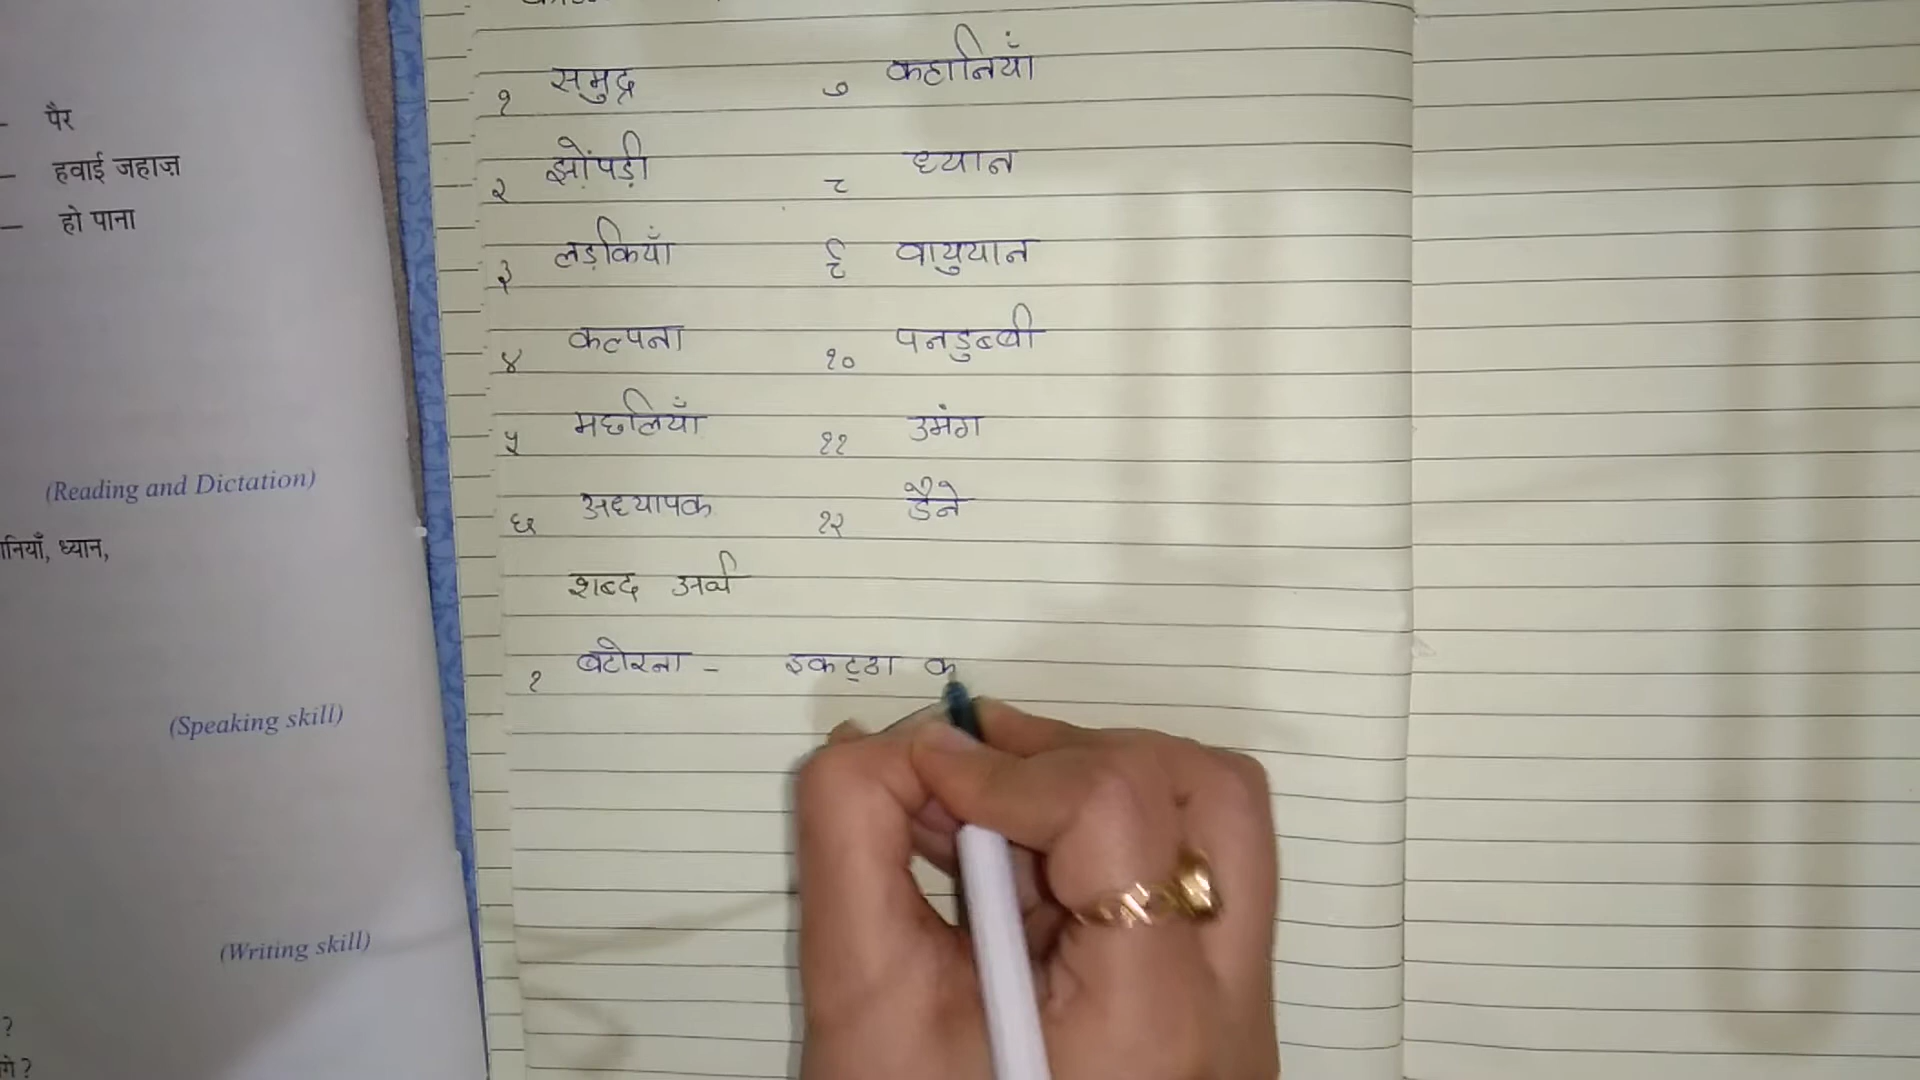 पैर
हवाई जहाज़
हो पाना
(Reading and Dictation)
ध्यान,
(Speaking skill)
(Writing skill)
?
?
१ समुद्र ७ कहानियाँ
२ झोंपड़ी ८ ध्यान
३ लड़कियाँ ९ वायुयान
४ कल्पना १० पनडुब्बी
५ मछलियाँ ११ उमंग
६ अध्यापक १२ डैने
शब्द अर्थ
१ बटोरना - इकट्ठा क